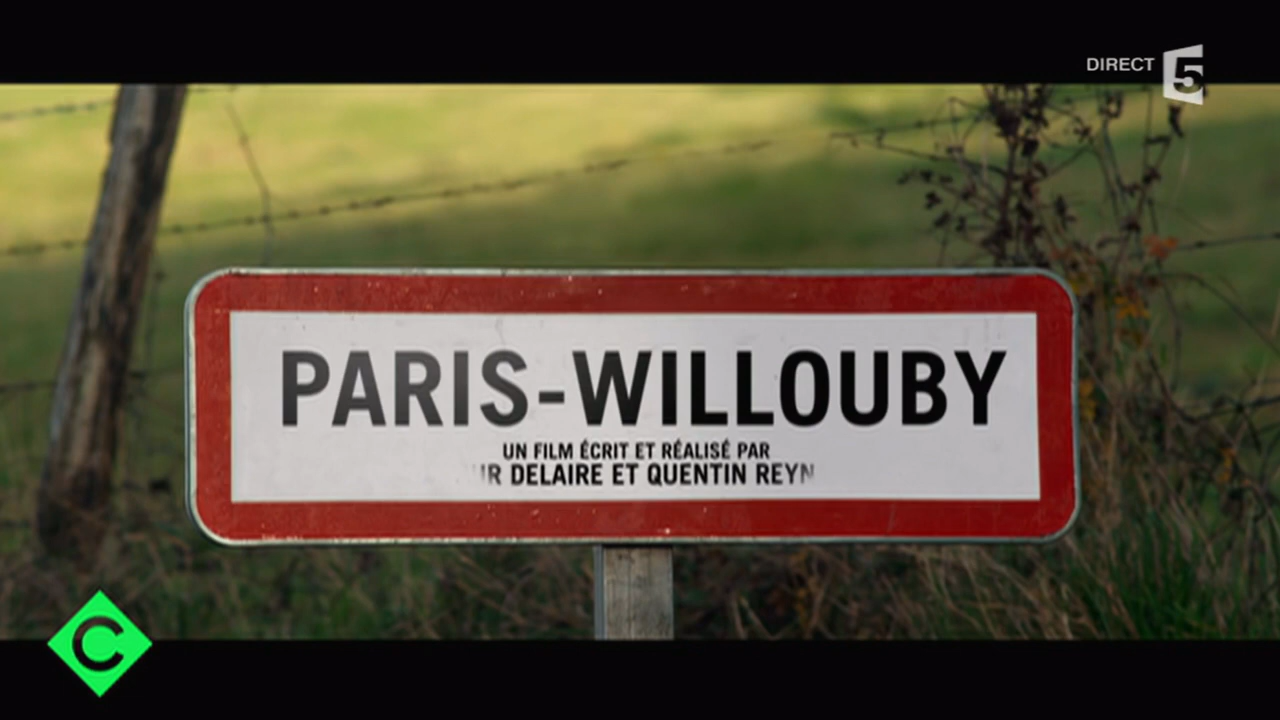 DIRECT 5
PARIS-WILLOUBY
UN FILM ÉCRIT ET RÉALISÉ PAR
DELAIRE ET QUENTIN
C